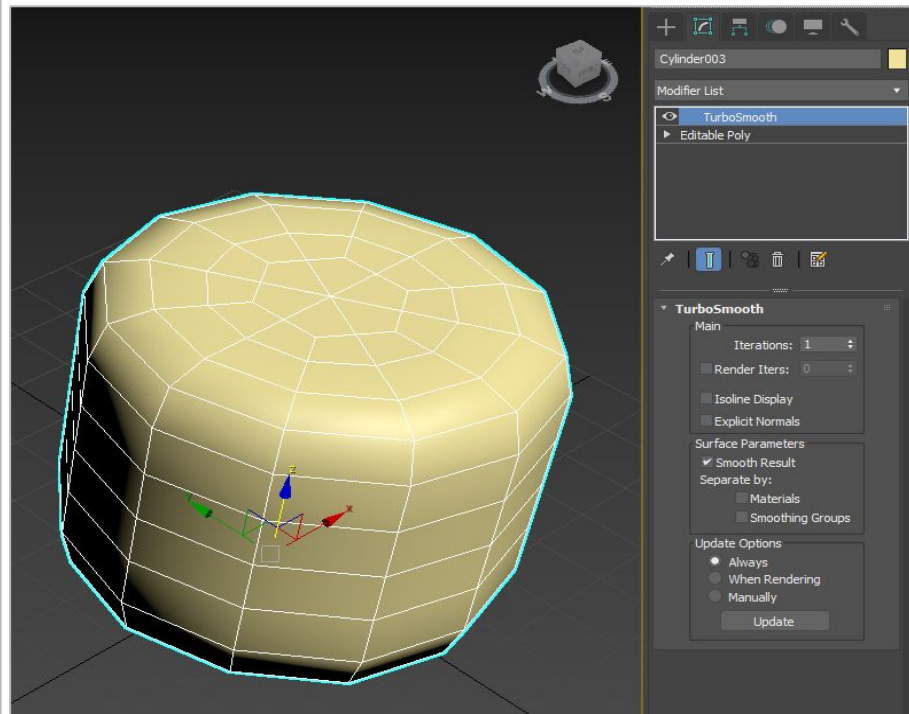 Cylinder003
Modifier List
TurboSmooth
Editable Poly
TurboSmooth
Main
Iterations: 1
Render Iters: 0
Isoline Display
Explicit Normals
Surface Parameters
Smooth Result
Separate by:
Materials
Smoothing Groups
Update Options
Always
When Rendering
Manually
Update
W
S
z
y
x